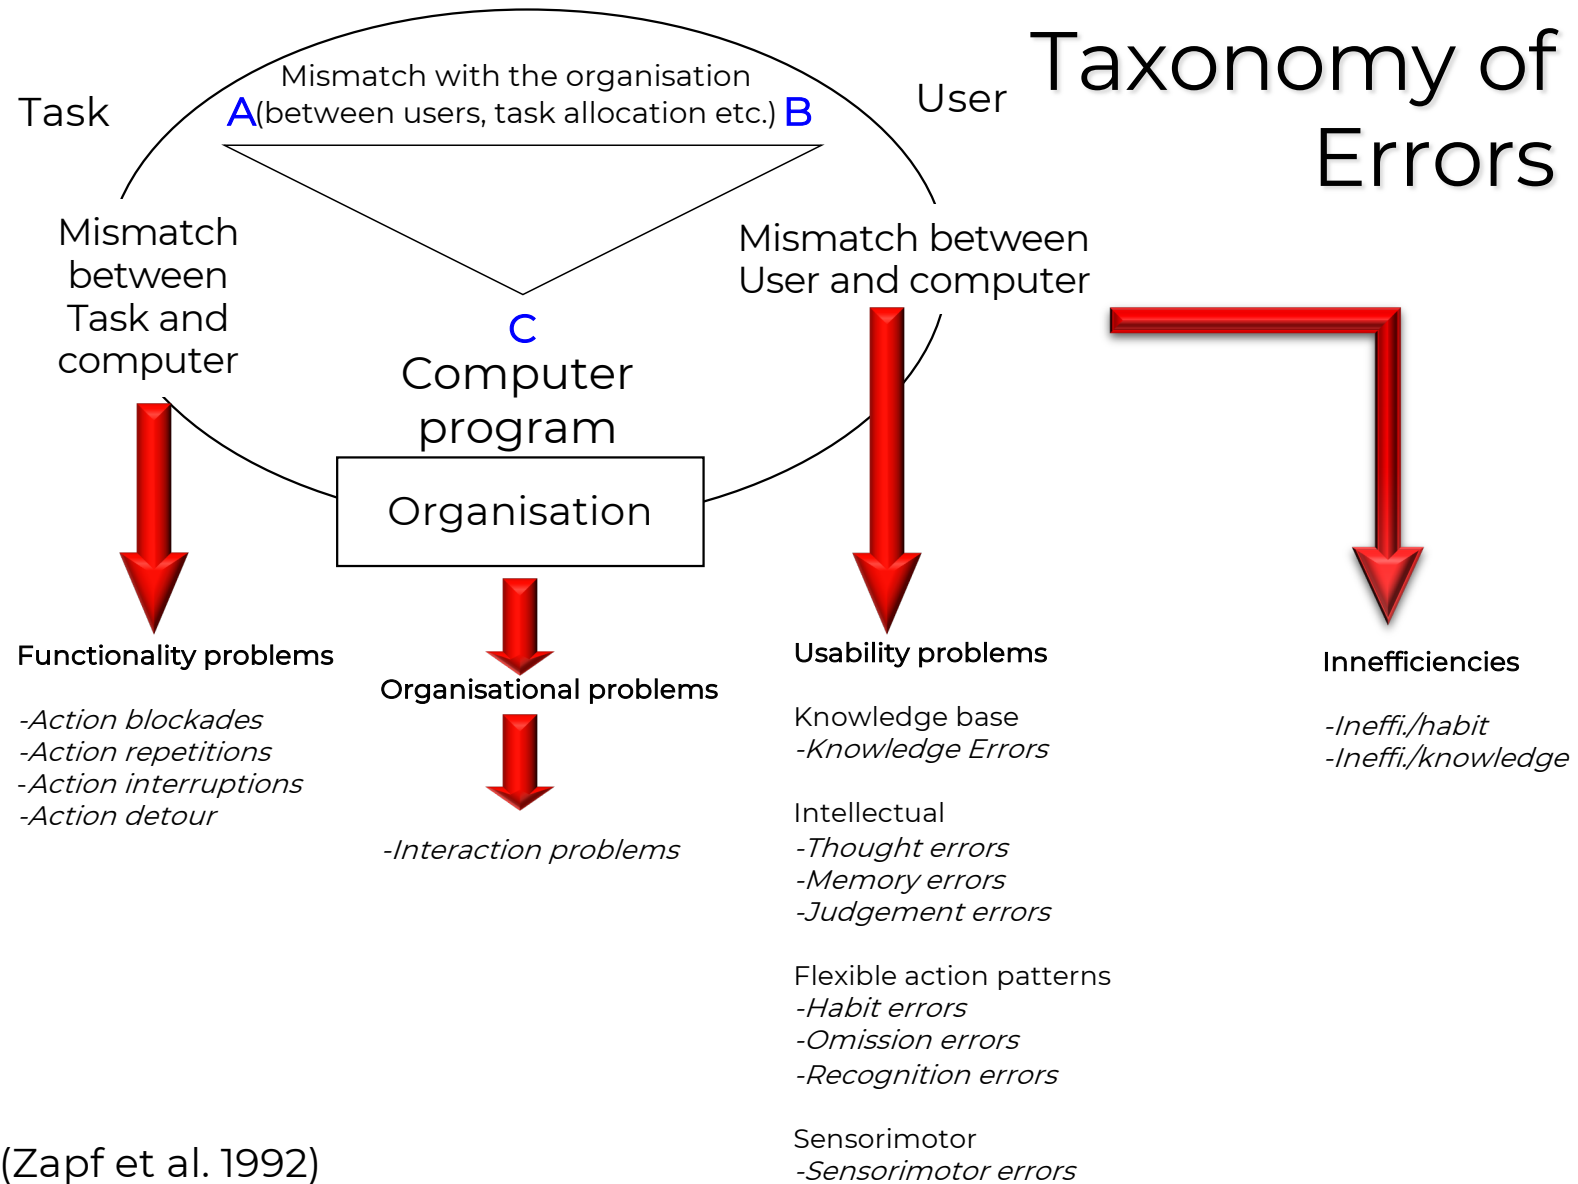 Taxonomy of
Errors
Task
Mismatch with the organisation
A(between users, task allocation etc.) B
User
Mismatch
between
Task and
computer
Mismatch between
User and computer
C
Computer
program
Organisation
Functionality problems
-Action blockades
-Action repetitions
-Action interruptions
-Action detour
Organisational problems
-Interaction problems
Usability problems
Knowledge base
-Knowledge Errors
Intellectual
-Thought errors
-Memory errors
-Judgement errors
Flexible action patterns
-Habit errors
-Omission errors
-Recognition errors
Sensorimotor
-Sensorimotor errors
Innefficiencies
-Ineffi./habit
-Ineffi./knowledge
(Zapf et al. 1992)